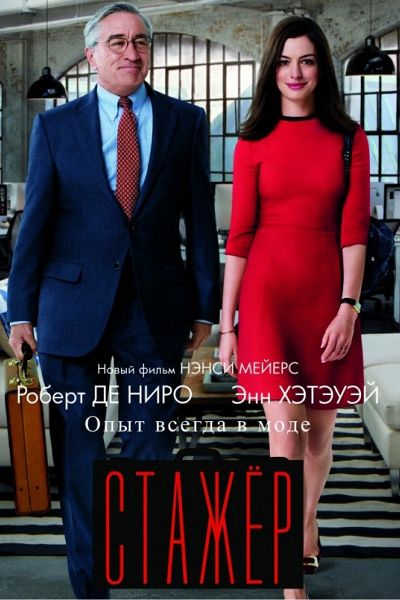 Новый фильм НЭНСИ МЕЙЕРС
Роберт ДЕ НИРО Энн ХЭТЭУЭЙ
Опыт всегда в моде
СТАЖЁР